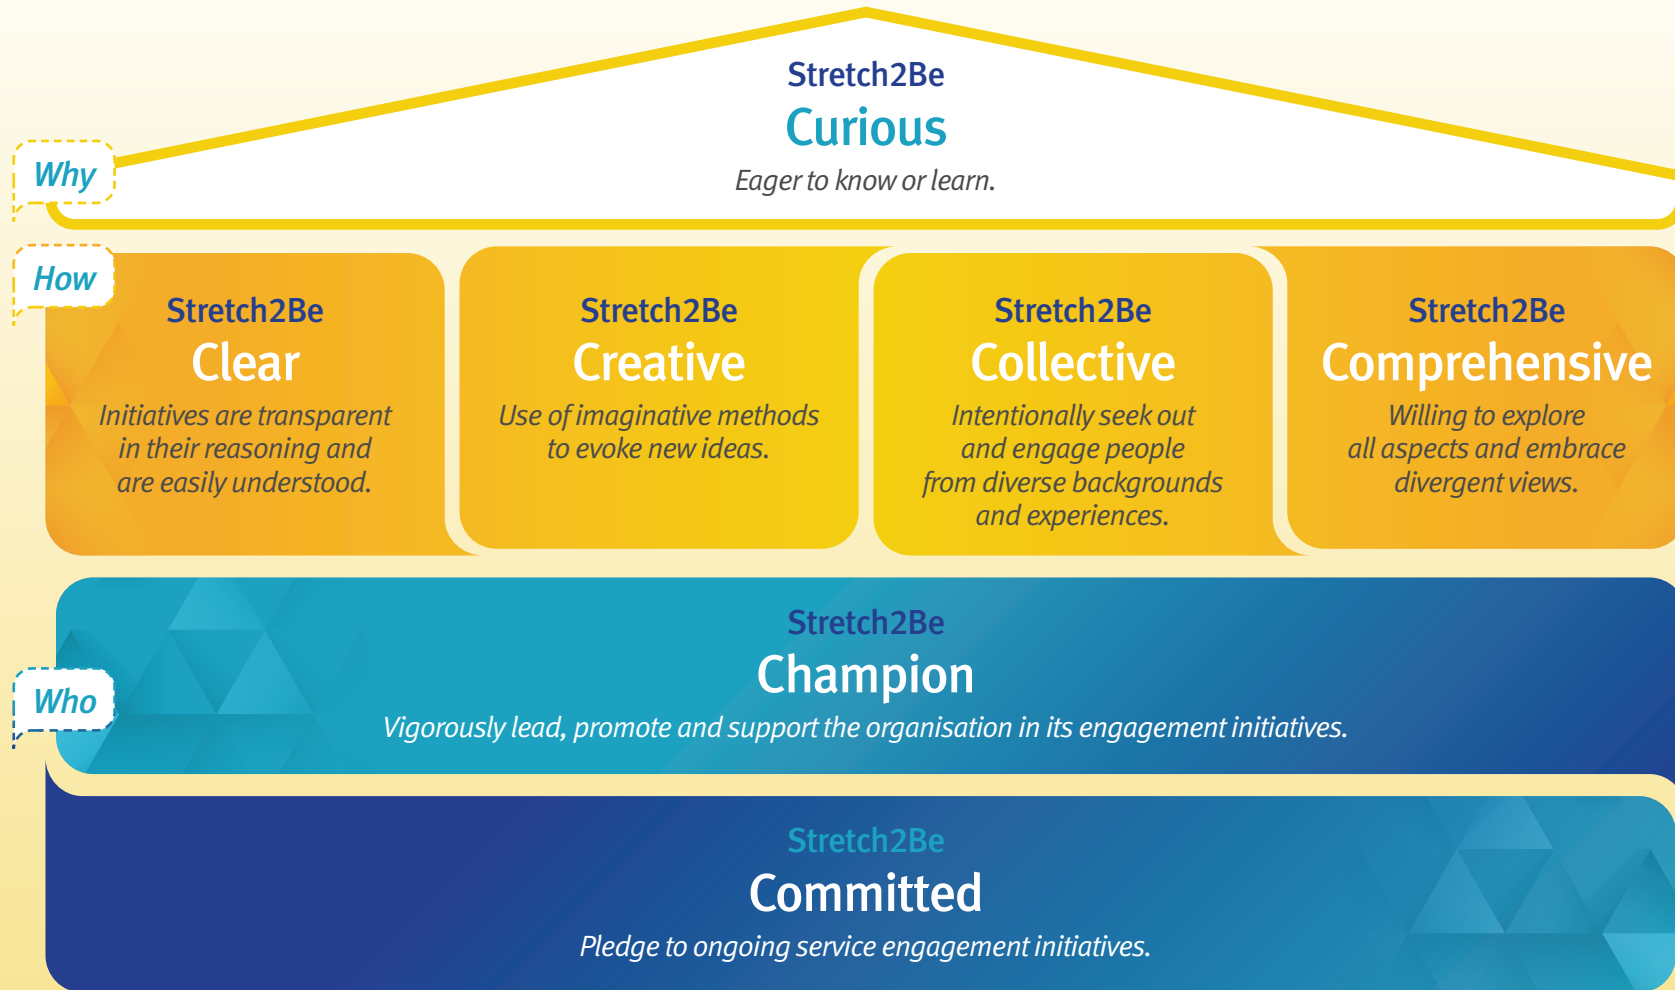 Why
Stretch2Be
Curious
Eager to know or learn.
How
Stretch2Be
Clear
Initiatives are transparent
in their reasoning and
are easily understood.
Stretch2Be
Creative
Use of imaginative methods
to evoke new ideas.
Stretch2Be
Collective
Intentionally seek out
and engage people
from diverse backgrounds
and experiences.
Stretch2Be
Comprehensive
Willing to explore
all aspects and embrace
divergent views.
Who
Stretch2Be
Champion
Vigorously lead, promote and support the organisation in its engagement initiatives.
Stretch2Be
Committed
Pledge to ongoing service engagement initiatives.